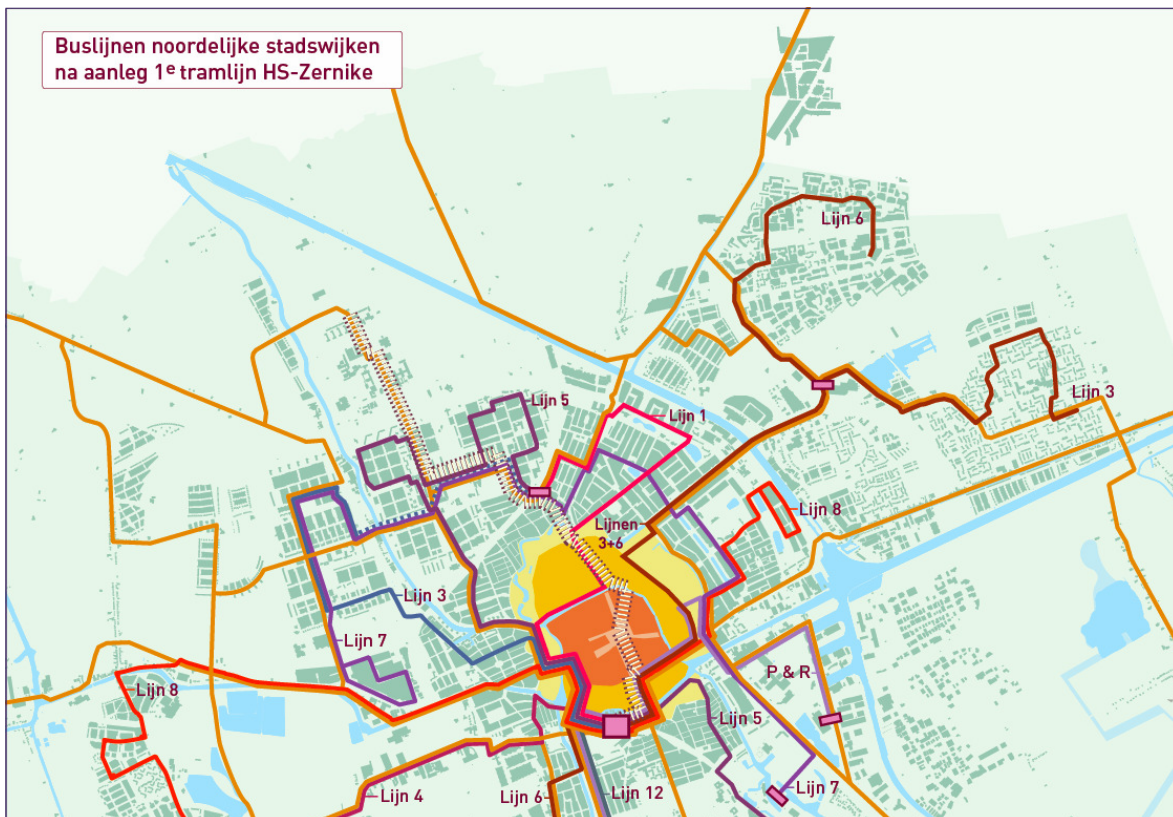 Buslijnen noordelijke stadswijken
na aanleg 1e tramlijn HS-Zernike
Lijn 6
Lijn 3
Lijn 5
Lijn 1
Lijn 8
Lijnen
3+6
Lijn 3
Lijn 7
P & R
Lijn 8
Lijn 5
Lijn 7
Lijn 4
Lijn 6
Lijn 12